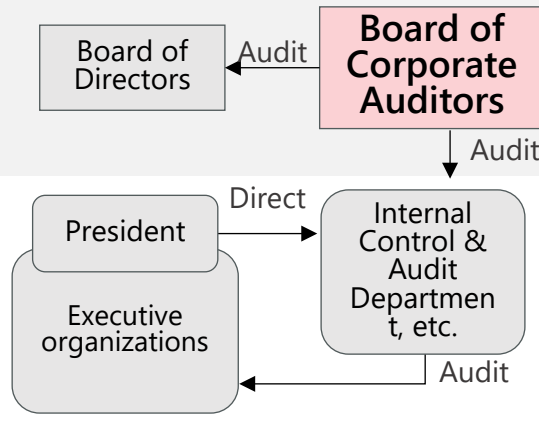 Board of
Directors
Audit
Board of
Corporate
Auditors
Audit
President
Direct
Internal
Control &
Audit
Departmen
t, etc.
Executive
organizations
Audit